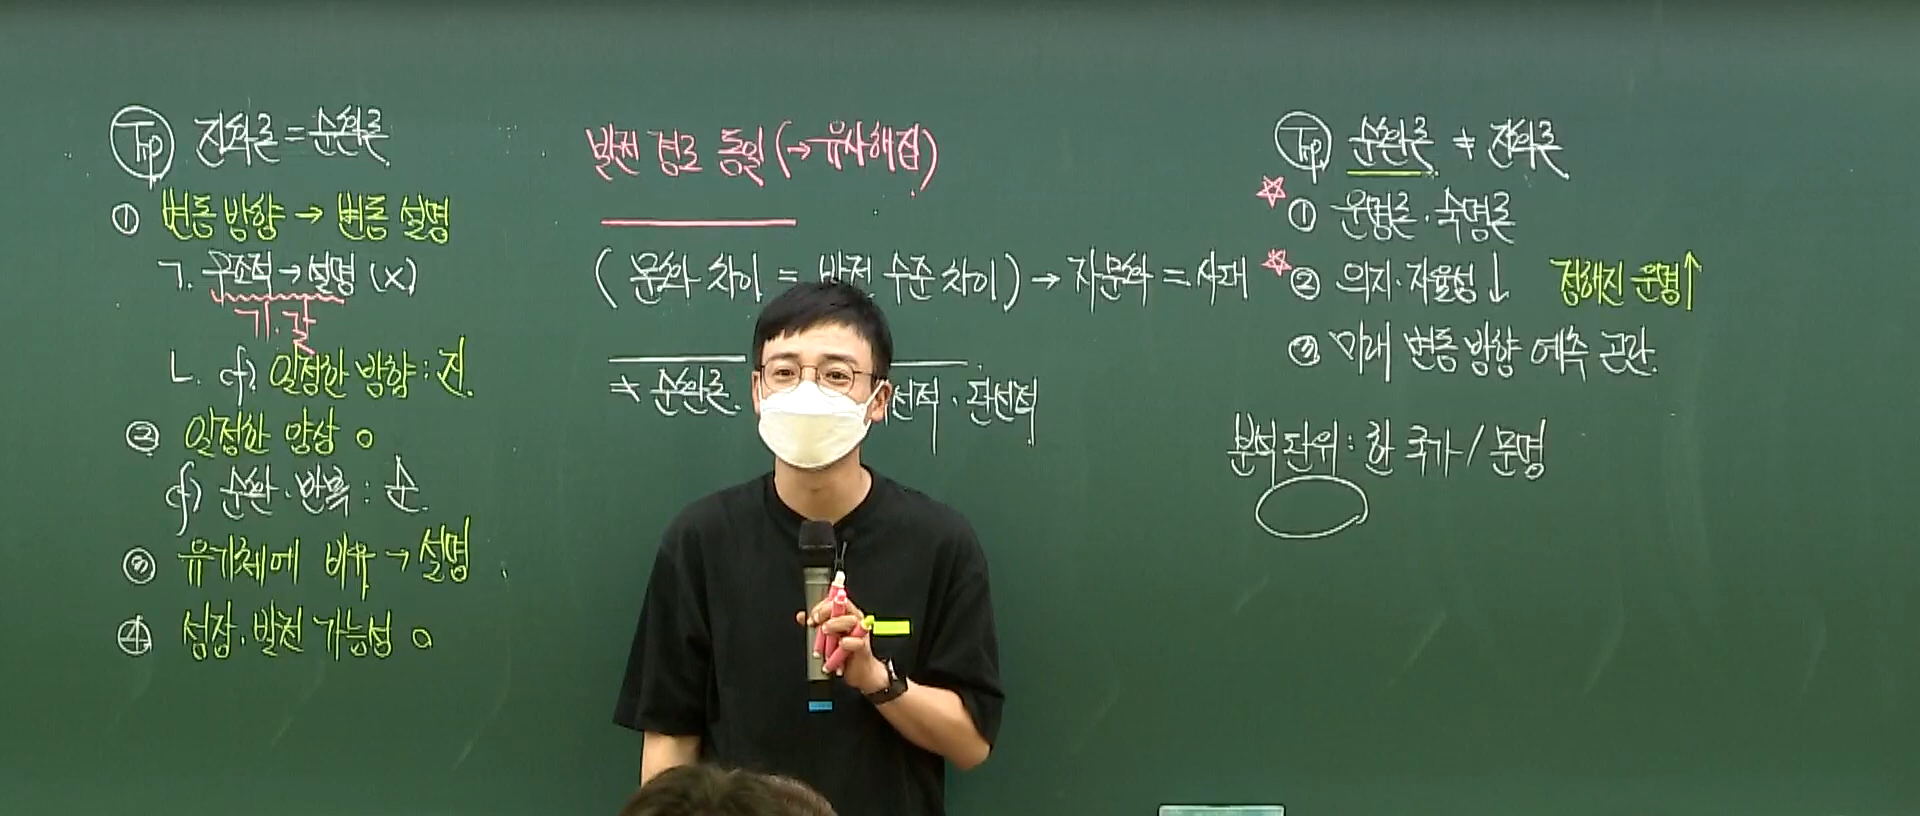 Tip 진화론 = 순환론
① 변동 방향 → 변동 설명
ㄱ. 구조적 → 설명 (X)
기.갈
ㄴ. cf) 일정한 방향 : 진.
② 일정한 양상 o
cf) 순환·반복 : 순.
③ 유기체에 비유 → 설명
④ 성장·발전 가능성 o
발전 경로 동일 (→ 유사해짐)
( 문화 차이 = 발전 수준 차이 ) → 자문화 = 사대
≠ 순환론. 선적 · 단선적
Tip 순환론 ≠ 진화론
① 운명론·숙명론
② 의지·자율성↓ 정해진 운명↑
③ 미래 변동 방향 예측 곤란.
분석 단위 : 한 국가 / 문명